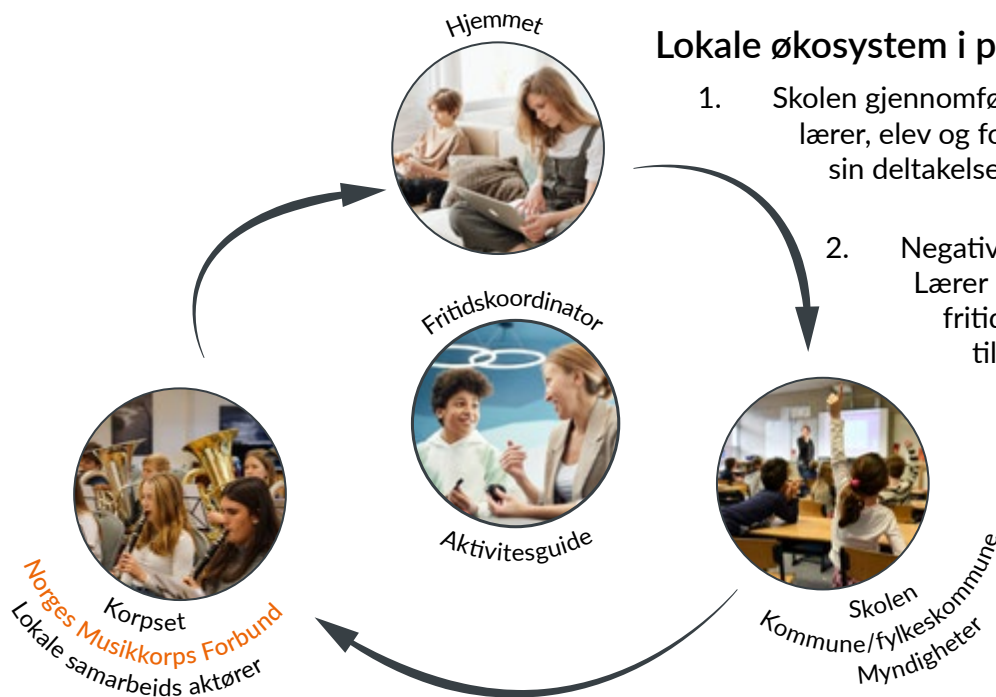 Hjemmet
Lokale økosystem i p
1. Skolen gjennomfø
lærer, elev og fo
sin deltakelse
2. Negativ
Lærer
fritid
til
Fritidskoordinator
Aktivitesguide
Korpset
Norges Musikkorps Forbund
Lokale samarbeids aktører
Skolen
Kommune/fylkeskommune
Myndigheter